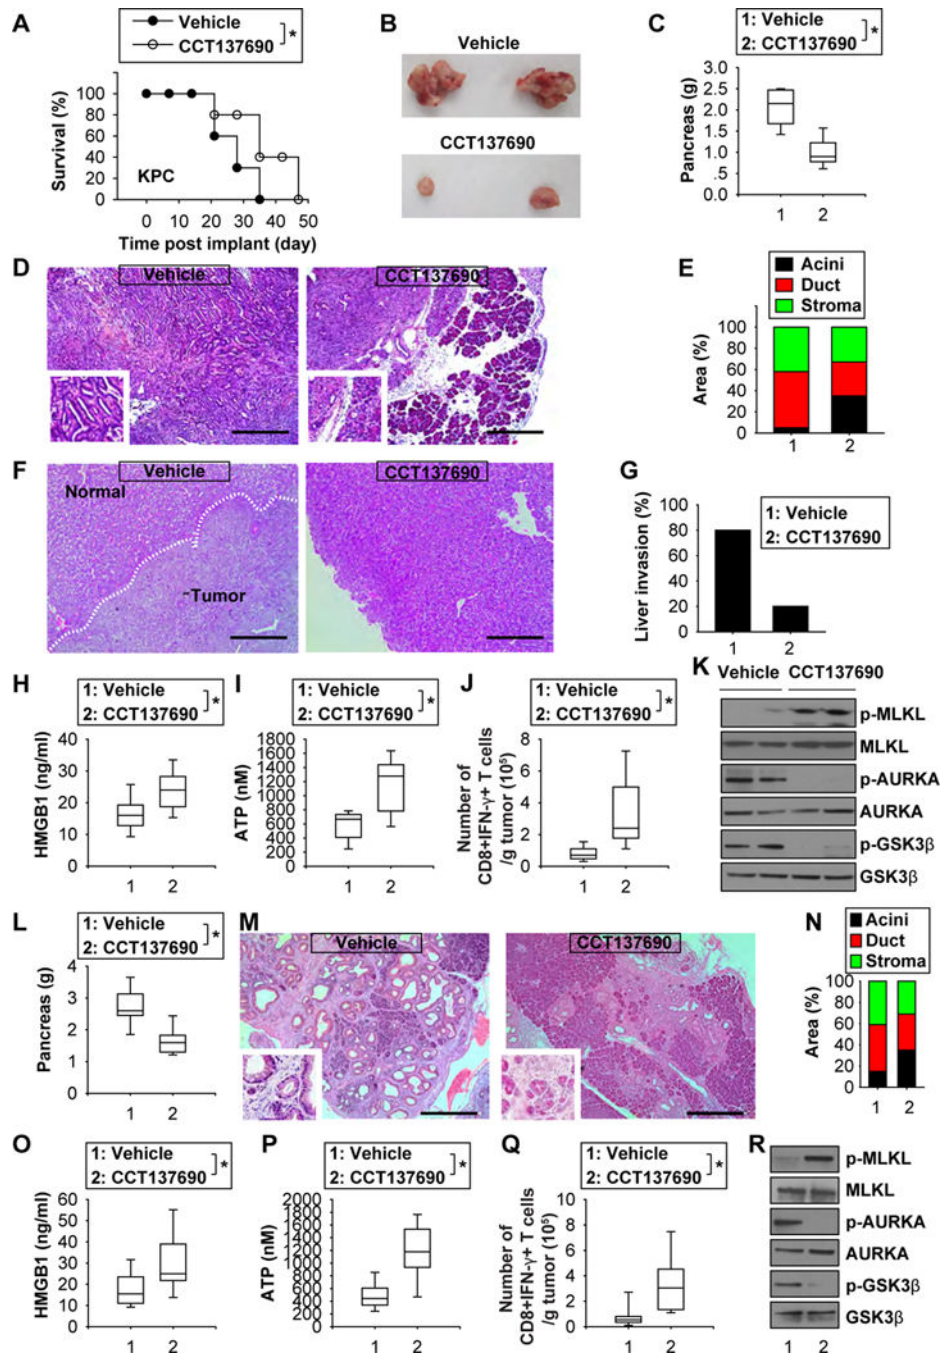 A
Vehicle
CCT137690
*
Survival (%)
100
80
60
40
20
0
KPC
0 10 20 30 40 50
Time post implant (day)
B
Vehicle
CCT137690
C
1: Vehicle
2: CCT137690
*
Pancreas (g)
3.0
2.5
2.0
1.5
1.0
.5
0
1 2
D
Vehicle
CCT137690
E
Acini
Duct
Stroma
Area (%)
100
80
60
40
20
0
1 2
F
Vehicle
Normal
Tumor
CCT137690
G
1: Vehicle
2: CCT137690
Liver invasion (%)
100
80
60
40
20
0
1 2
H
1: Vehicle
2: CCT137690
*
HMGB1 (ng/ml)
40
30
20
10
0
1 2
I
1: Vehicle
2: CCT137690
*
ATP (nM)
1800
1600
1400
1200
1000
800
600
400
200
0
1 2
J
1: Vehicle
2: CCT137690
*
Number of
CD8+IFN-γ+ T cells
/g tumor (10⁵)
8
6
4
2
0
1 2
K
Vehicle CCT137690
p-MLKL
MLKL
p-AURKA
AURKA
p-GSK3β
GSK3β
L
1: Vehicle
2: CCT137690
*
Pancreas (g)
4
3
2
1
0
1 2
M
Vehicle
CCT137690
N
Acini
Duct
Stroma
Area (%)
100
80
60
40
20
0
1 2
O
1: Vehicle
2: CCT137690
*
HMGB1 (ng/ml)
60
50
40
30
20
10
0
1 2
P
1: Vehicle
2: CCT137690
*
ATP (nM)
2000
1800
1600
1400
1200
1000
800
600
400
200
0
1 2
Q
1: Vehicle
2: CCT137690
*
Number of
CD8+IFN-γ+ T cells
/g tumor (10⁵)
10
8
6
4
2
0
1 2
R
p-MLKL
MLKL
p-AURKA
AURKA
p-GSK3β
GSK3β
1 2